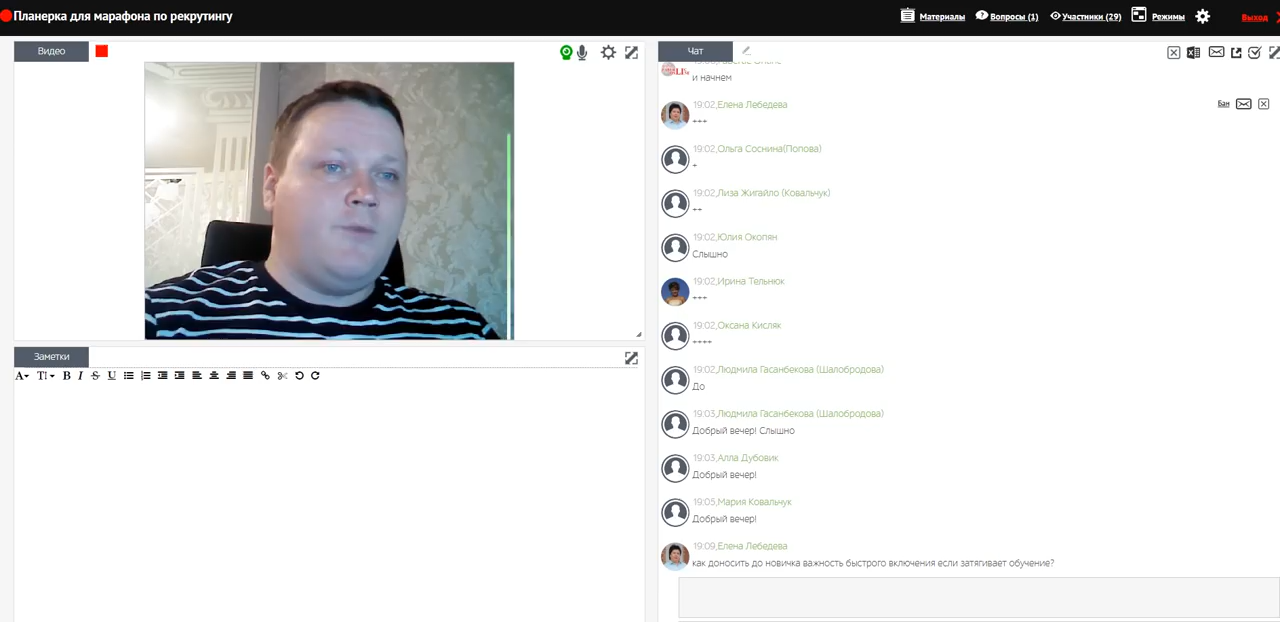 Планерка для марафона по рекрутингу
Материалы
Вопросы (1)
Участники (29)
Режимы
Выход
Видео
Чат
и начнем
19:02,Елена Лебедева
Бан
+++
19:02,Ольга Соснина(Попова)
+
19:02,Лиза Жигайло (Ковальчук)
++
19:02,Юлия Окопян
Слышно
19:02,Ирина Тельнюк
+++
19:02,Оксана Кисляк
++++
19:02,Людмила Гасанбекова (Шалобродова)
До
19:03,Людмила Гасанбекова (Шалобродова)
Добрый вечер! Слышно
19:03,Алла Дубовик
Добрый вечер!
19:05,Мария Ковальчук
Добрый вечер!
19:09,Елена Лебедева
как доносить до новичка важность быстрого включения если затягивает обучение?
Заметки